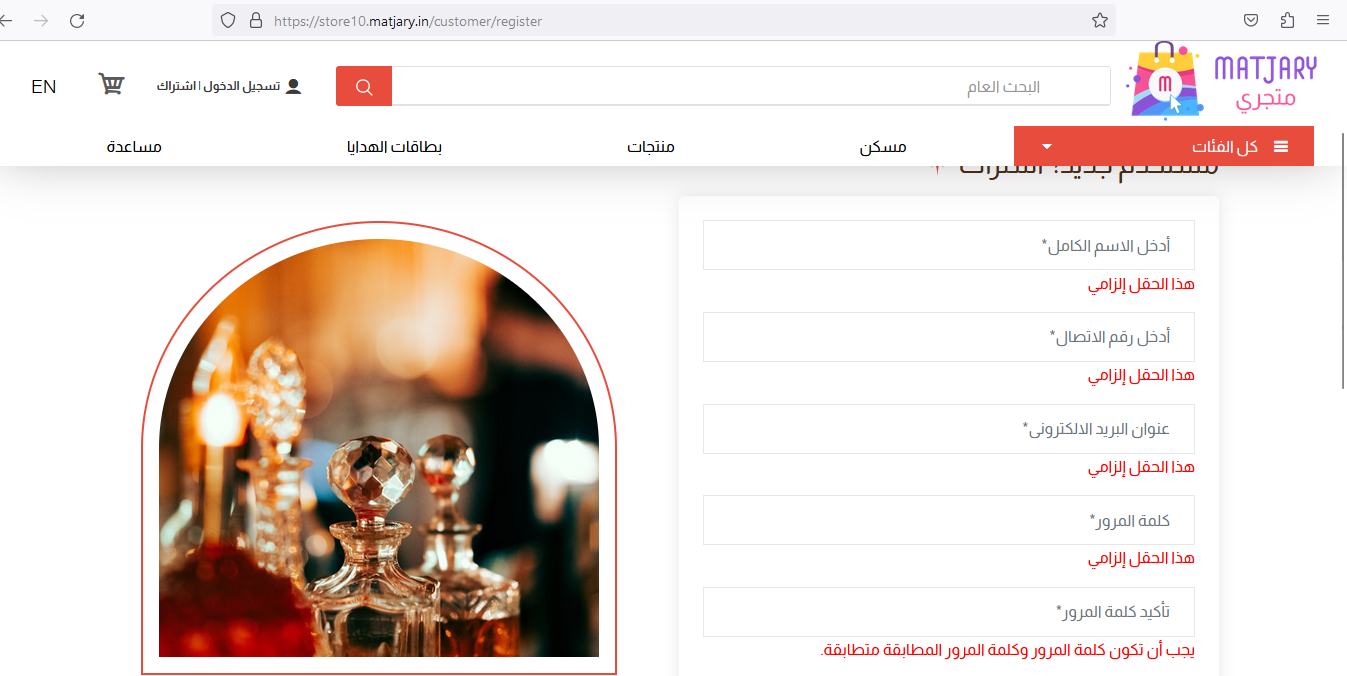 https://store10.matjary.in/customer/register
MATJARY
متجري
البحث العام
تسجيل الدخول | اشتراك
EN
كل الفئات
مسكن
منتجات
بطاقات الهدايا
مساعدة
مستخدم جديد؟ اشتراك
أدخل الاسم الكامل*
هذا الحقل إلزامي
أدخل رقم الاتصال*
هذا الحقل إلزامي
عنوان البريد الالكتروني*
هذا الحقل إلزامي
كلمة المرور*
هذا الحقل إلزامي
تأكيد كلمة المرور*
يجب أن تكون كلمة المرور وكلمة المرور المطابقة متطابقة.